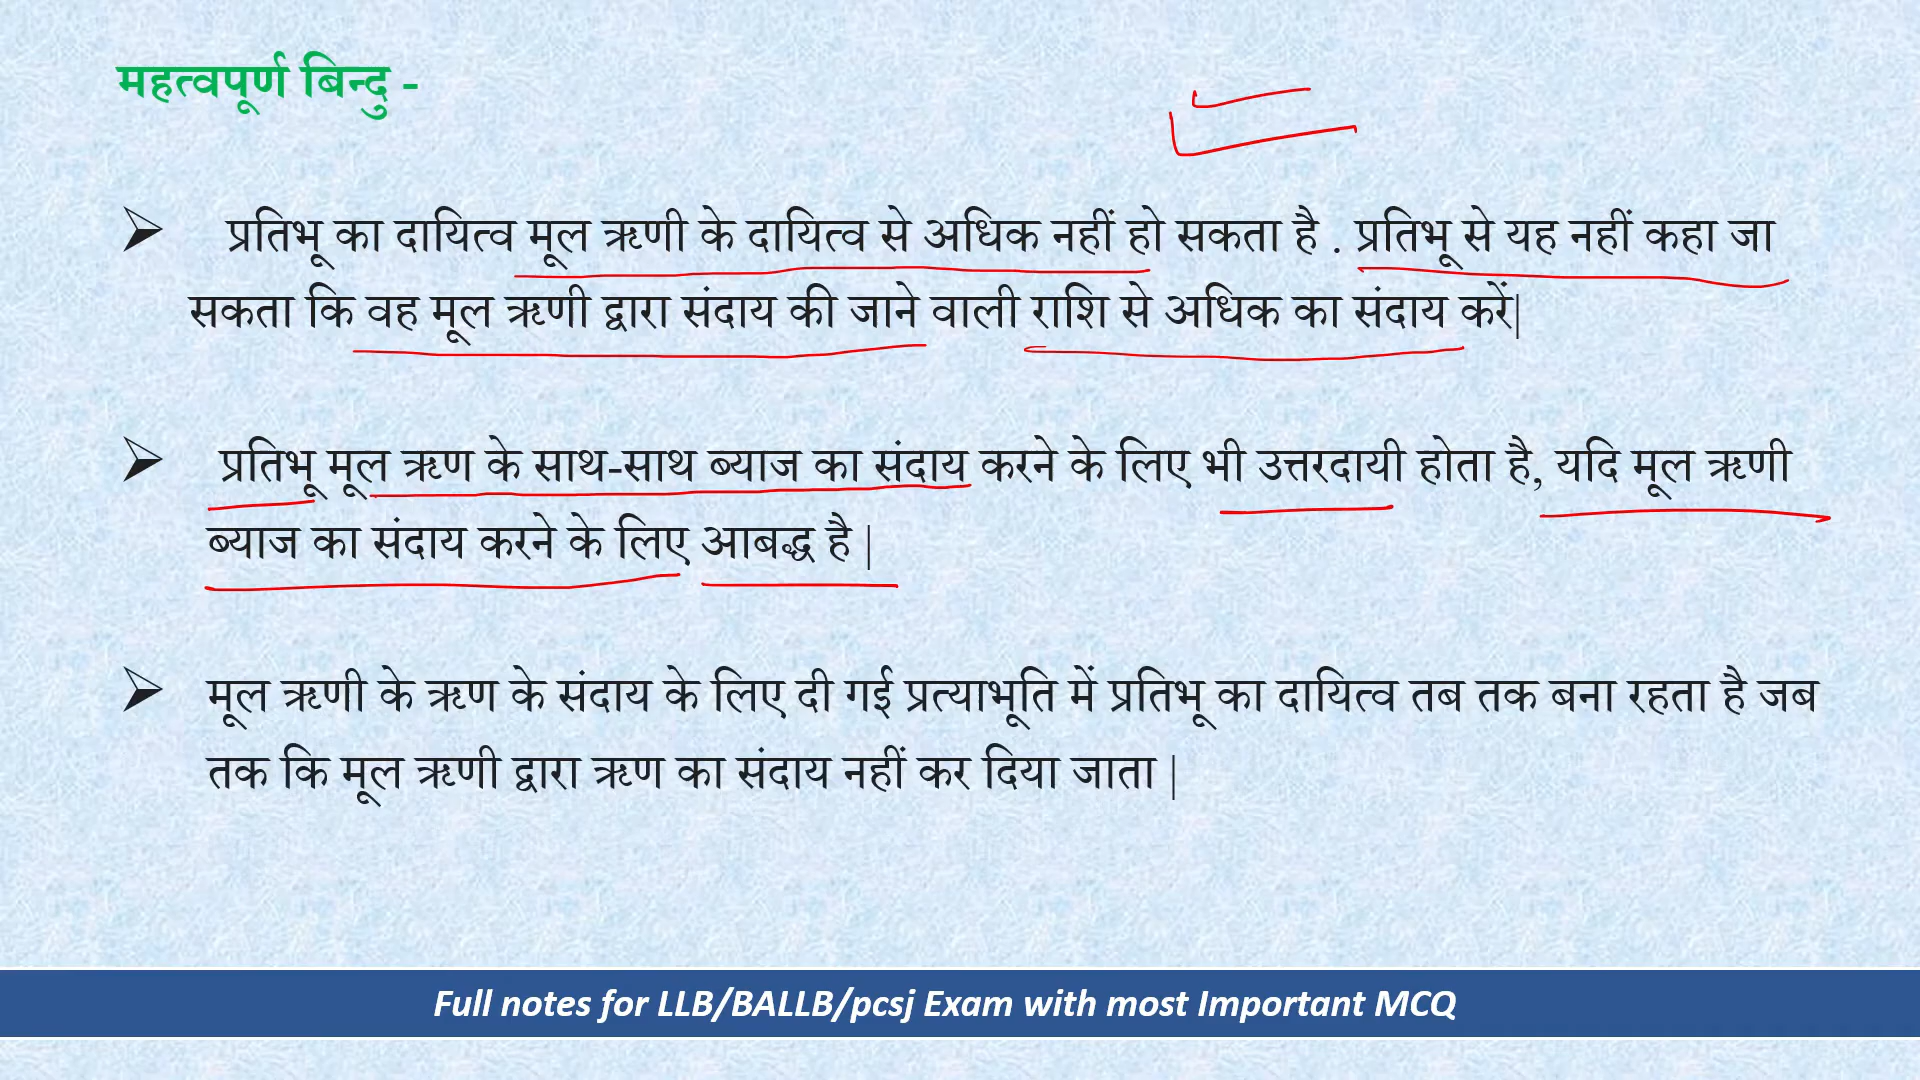 महत्वपूर्ण बिन्दु -
प्रतिभू का दायित्व मूल ऋणी के दायित्व से अधिक नहीं हो सकता है . प्रतिभू से यह नहीं कहा जा
सकता कि वह मूल ऋणी द्वारा संदाय की जाने वाली राशि से अधिक का संदाय करें|
प्रतिभू मूल ऋण के साथ-साथ ब्याज का संदाय करने के लिए भी उत्तरदायी होता है, यदि मूल ऋणी
ब्याज का संदाय करने के लिए आबद्ध है |
मूल ऋणी के ऋण के संदाय के लिए दी गई प्रत्याभूति में प्रतिभू का दायित्व तब तक बना रहता है जब
तक कि मूल ऋणी द्वारा ऋण का संदाय नहीं कर दिया जाता |
Full notes for LLB/BALLB/pcsj Exam with most Important MCQ